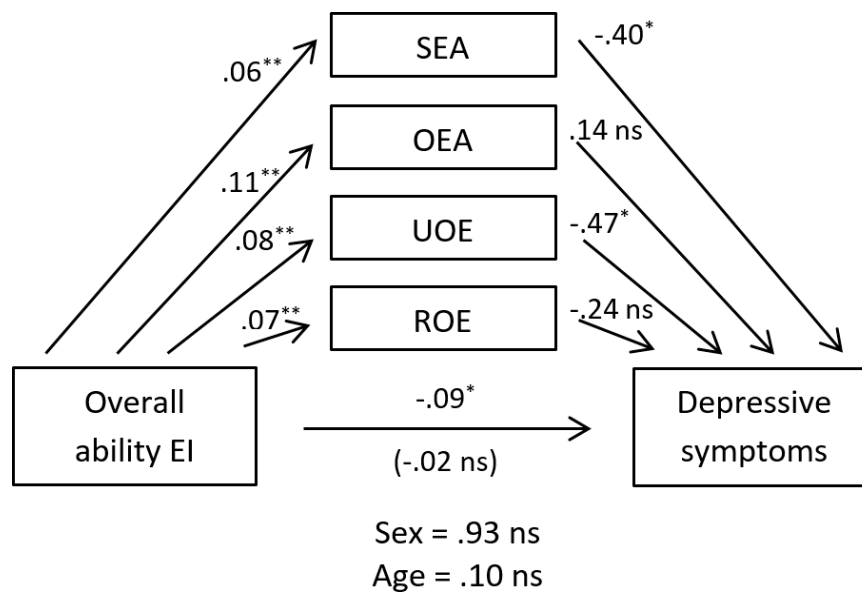 SEA
-.40*
.06**
OEA
.14 ns
.11**
UOE
-.47*
.08**
ROE
-.24 ns
.07**
Overall
ability EI
-.09*
(-.02 ns)
Depressive
symptoms
Sex = .93 ns
Age = .10 ns